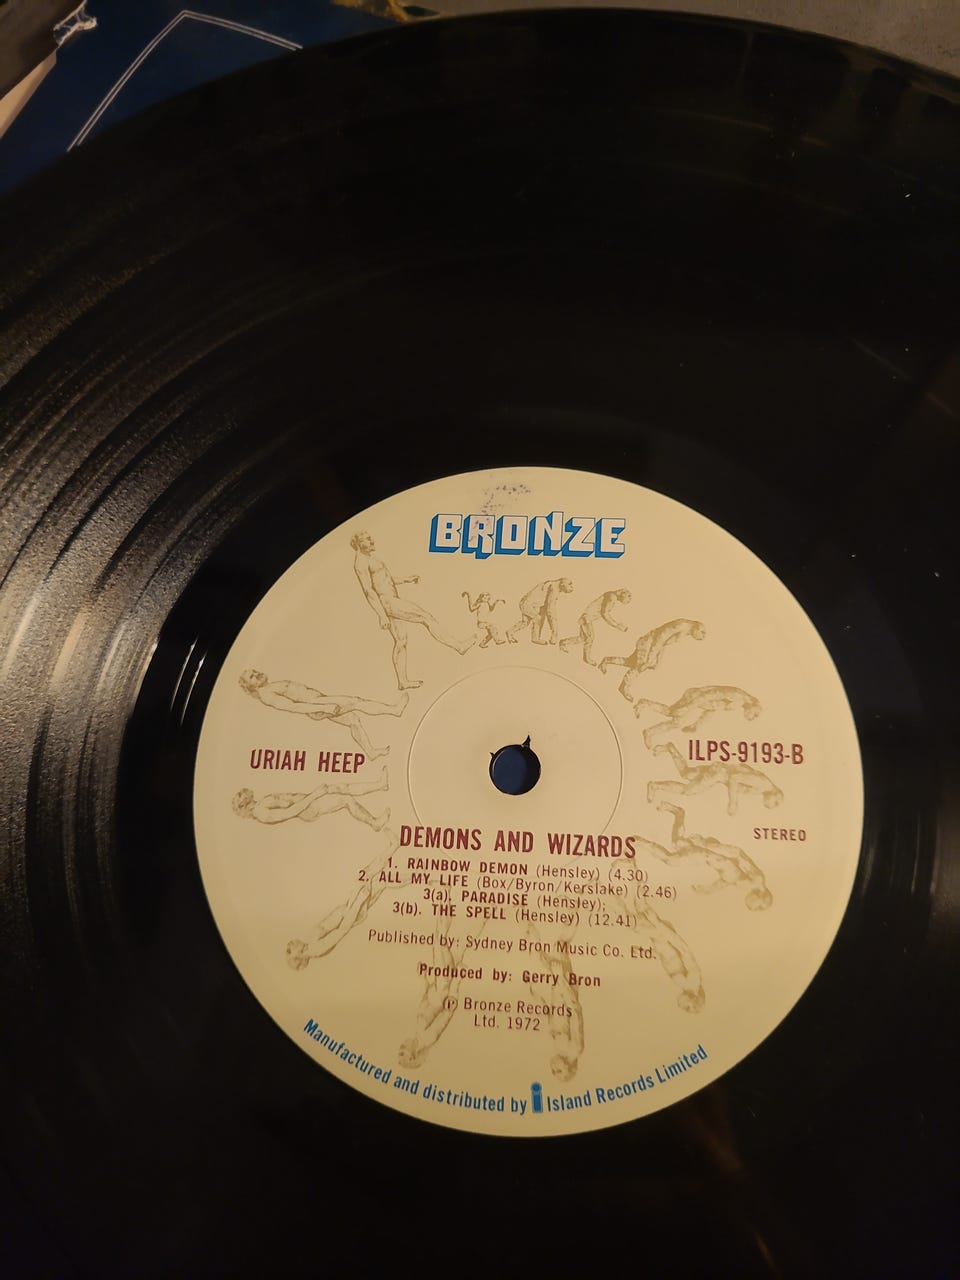 BRONZE
URIAH HEEP
ILPS-9193-B
STEREO
DEMONS AND WIZARDS
1. RAINBOW DEMON (Hensley) (4.30)
2. ALL MY LIFE (Box/Byron/Kerslake) (2.46)
3(a). PARADISE (Hensley);
3(b). THE SPELL (Hensley) (12.41)
Published by: Sydney Bron Music Co. Ltd.
Produced by: Gerry Bron
℗ Bronze Records
Ltd. 1972
Manufactured and distributed by i Island Records Limited